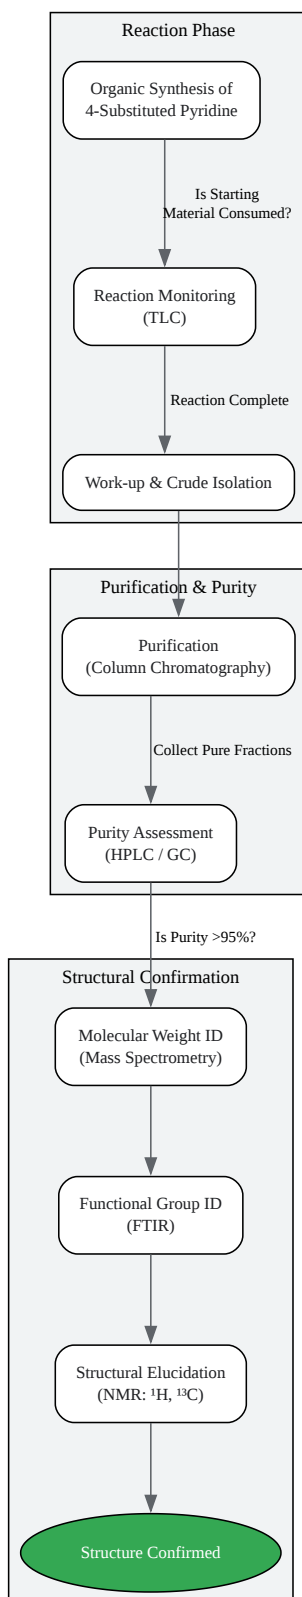 Reaction Phase
Organic Synthesis of
4-Substituted Pyridine
Is Starting
Material Consumed?
Reaction Monitoring
(TLC)
Reaction Complete
Work-up & Crude Isolation
Purification & Purity
Purification
(Column Chromatography)
Collect Pure Fractions
Purity Assessment
(HPLC / GC)
Is Purity >95%?
Structural Confirmation
Molecular Weight ID
(Mass Spectrometry)
Functional Group ID
(FTIR)
Structural Elucidation
(NMR: ¹H, ¹³C)
Structure Confirmed